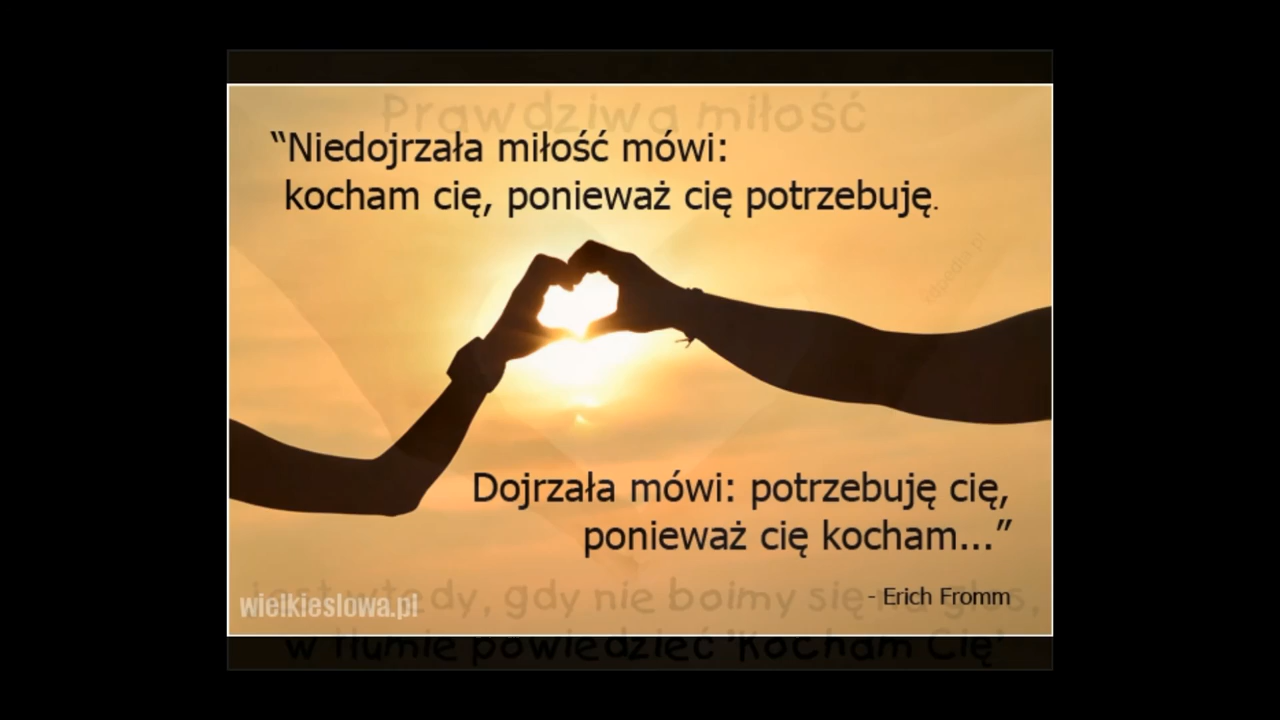 Prawdziwa miłość
“Niedojrzała miłość mówi:
kocham cię, ponieważ cię potrzebuję.
Dojrzała mówi: potrzebuję cię,
ponieważ cię kocham...”
- Erich Fromm
jest wtedy, gdy nie boimy się na głos,
wielkieslowa.pl
w tłumie powiedzieć 'Kocham Cię'